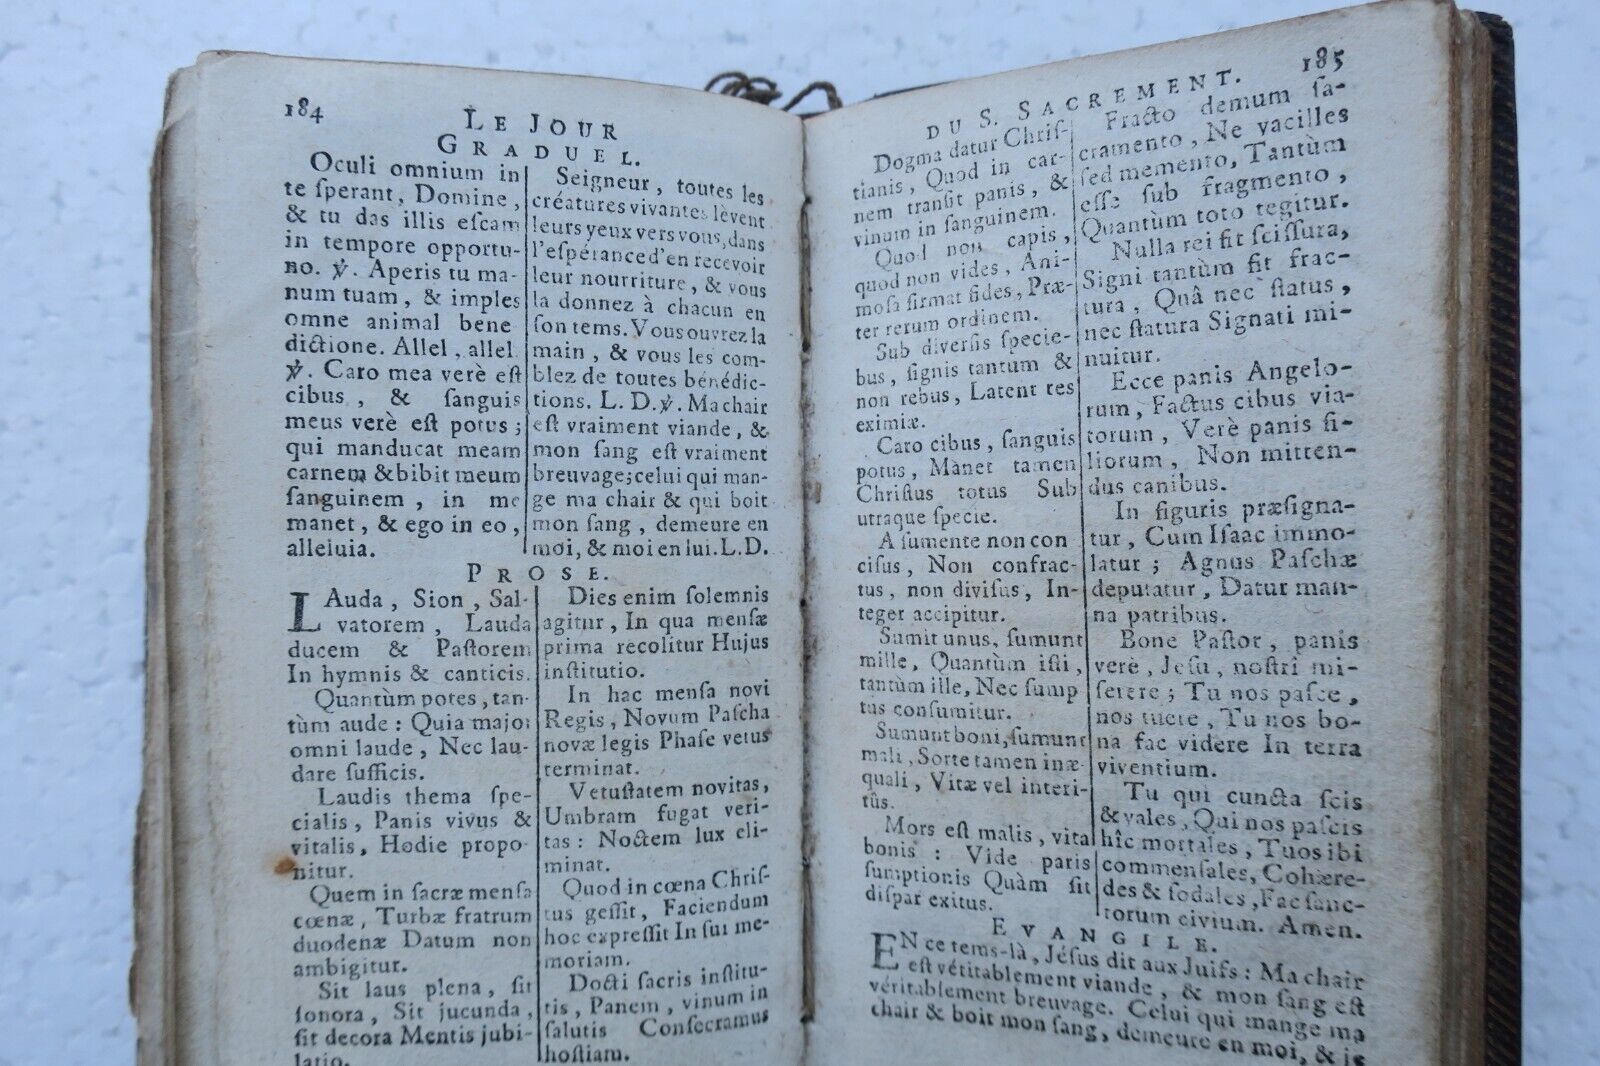 184
LE JOUR
GRADUEL.
Oculi omnium in
te ſperant, Domine,
& tu das illis eſcam
in tempore opportu-
no. ℣. Aperis tu ma-
num tuam, & imples
omne animal bene
dictione. Allel, allel
℣. Caro mea verè eſt
cibus, & ſanguis
meus verè eſt potus;
qui manducat meam
carnem & bibit meum
ſanguinem, in me
manet, & ego in eo,
alleluia.
Seigneur, toutes les
créatures vivantes lèvent
leurs yeux vers vous, dans
l'eſpérance d'en recevoir
leur nourriture, & vous
la donnez à chacun en
ſon tems. Vous ouvrez la
main, & vous les com-
blez de toutes bénédic-
tions. L. D. ℣. Ma chair
eſt vraiment viande, &
mon ſang eſt vraiment
breuvage; celui qui man-
ge ma chair & qui boit
mon ſang, demeure en
moi, & moi en lui. L. D.
PROSE.
LAuda, Sion, Sal-
vatorem, Lauda
ducem & Paſtorem
In hymnis & canticis.
Quantùm potes, tan-
tùm aude: Quia major
omni laude, Nec lau-
dare ſufficis.
Laudis thema ſpe-
cialis, Panis vivus &
vitalis, Hodie propo-
nitur.
Quem in ſacræ menſa
cœnæ, Turbæ fratrum
duodenæ Datum non
ambigitur.
Sit laus plena, ſit
ſonora, Sit jucunda,
ſit decora Mentis jubi-
latio.
Dies enim ſolemnis
agitur, In qua menſæ
prima recolitur Hujus
inſtitutio.
In hac menſa novi
Regis, Novum Paſcha
novæ legis Phaſe vetus
terminat.
Vetuſtatem novitas,
Umbram fugat veri-
tas: Noctem lux eli-
minat.
Quod in cœna Chriſ-
tus geſſit, Faciendum
hoc expreſſit In ſui me-
moriam.
Docti ſacris inſtitu-
tis, Panem, vinum in
ſalutis Conſecramus
hoſtiam.
DU S. SACREMENT.
185
Dogma datur Chriſ-
tianis, Quod in car-
nem tranſit panis, &
vinum in ſanguinem.
Quod non capis,
quod non vides, Ani-
moſa firmat fides, Præ-
ter rerum ordinem.
Sub diverſis ſpecie-
bus, ſignis tantum &
non rebus, Latent res
eximiæ.
Caro cibus, ſanguis
potus, Manet tamen
Chriſtus totus Sub
utraque ſpecie.
A ſumente non con
ciſus, Non confrac-
tus, non diviſus, In-
teger accipitur.
Sumit unus, ſumunt
mille, Quantùm iſti,
tantùm ille, Nec ſump
tus conſumitur.
Sumunt boni, ſumunt
mali, Sorte tamen inæ-
quali, Vitæ vel interi-
tûs.
Mors eſt malis, vita
bonis: Vide paris
ſumptionis Quàm ſit
diſpar exitus.
Fracto demum ſa-
cramento, Ne vacilles
ſed memento, Tantùm
eſſe ſub fragmento,
Quantùm toto tegitur.
Nulla rei fit ſciſſura,
Signi tantùm fit frac-
tura, Quâ nec ſtatus,
nec ſtatura Signati mi-
nuitur.
Ecce panis Angelo-
rum, Factus cibus via-
torum, Verè panis fi-
liorum, Non mitten-
dus canibus.
In figuris præſigna-
tur, Cum Iſaac immo-
latur; Agnus Paſchæ
deputatur, Datur man-
na patribus.
Bone Paſtor, panis
verè, Jeſu, noſtri mi-
ſerere; Tu nos paſce,
nos tuere, Tu nos bo-
na fac videre In terra
viventium.
Tu qui cuncta ſcis
& vales, Qui nos paſcis
hîc mortales, Tuos ibi
commenſales, Cohære-
des & ſodales, Fac ſanc-
torum civium. Amen.
EVANGILE.
EN ce tems-là, Jéſus dit aux Juifs: Ma chair
eſt véritablement viande, & mon ſang eſt
véritablement breuvage. Celui qui mange ma
chair & boit mon ſang, demeure en moi, & je